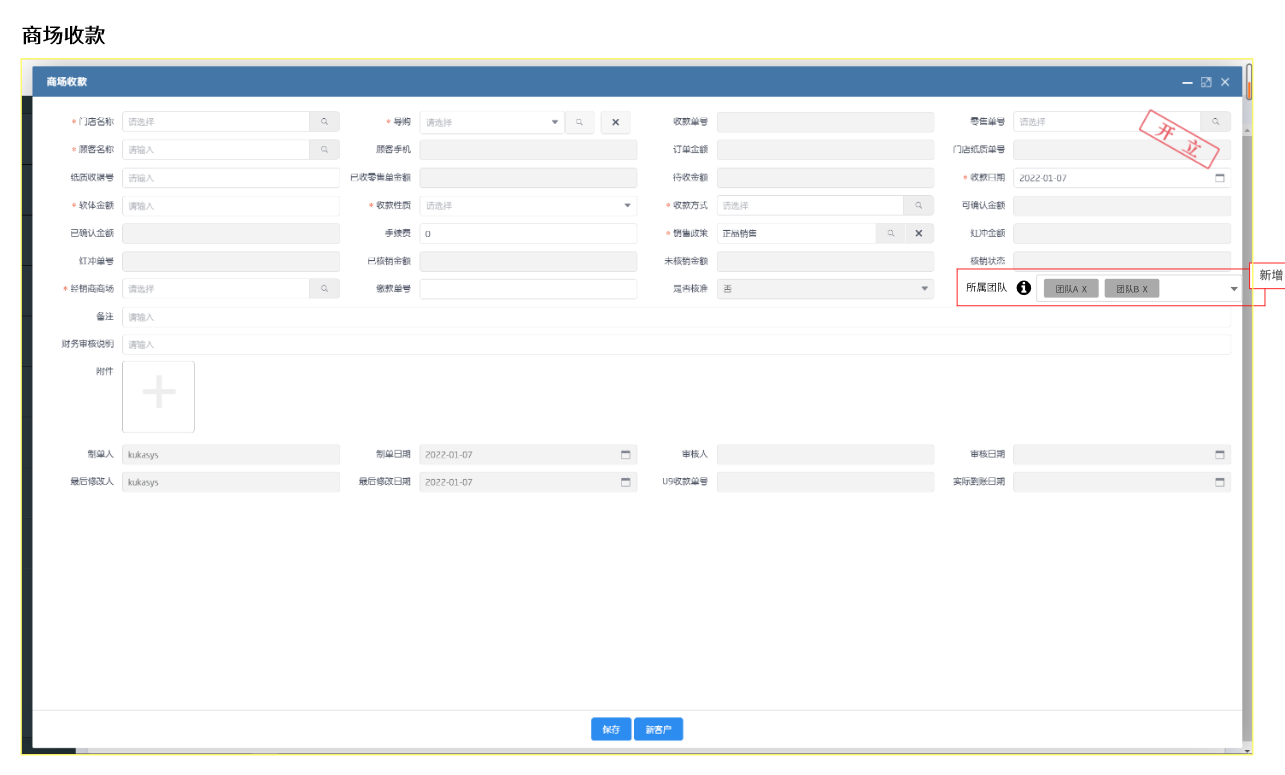 商场收款
商场收款
* 门店名称 请选择 * 导购 请选择 收款单号 零售单号 请选择
开立
* 顾客名称 请输入 顾客手机 订单金额 门店纸质单号
纸质收据号 请输入 已收零售单金额 待收金额 * 收款日期 2022-01-07
* 软体金额 请输入 * 收款性质 请选择 * 收款方式 请选择 可确认金额
已确认金额 手续费 0 * 销售政策 正品销售 红冲金额
红冲单号 已核销金额 未核销金额 核销状态
新增
* 经销商商场 请选择 缴款单号 是否核准 否 所属团队 团队A X 团队B X
备注 请输入
财务审核说明 请输入
附件
制单人 kukasys 制单日期 2022-01-07 审核人 审核日期
最后修改人 kukasys 最后修改日期 2022-01-07 U9收款单号 实际到账日期
保存 新客户